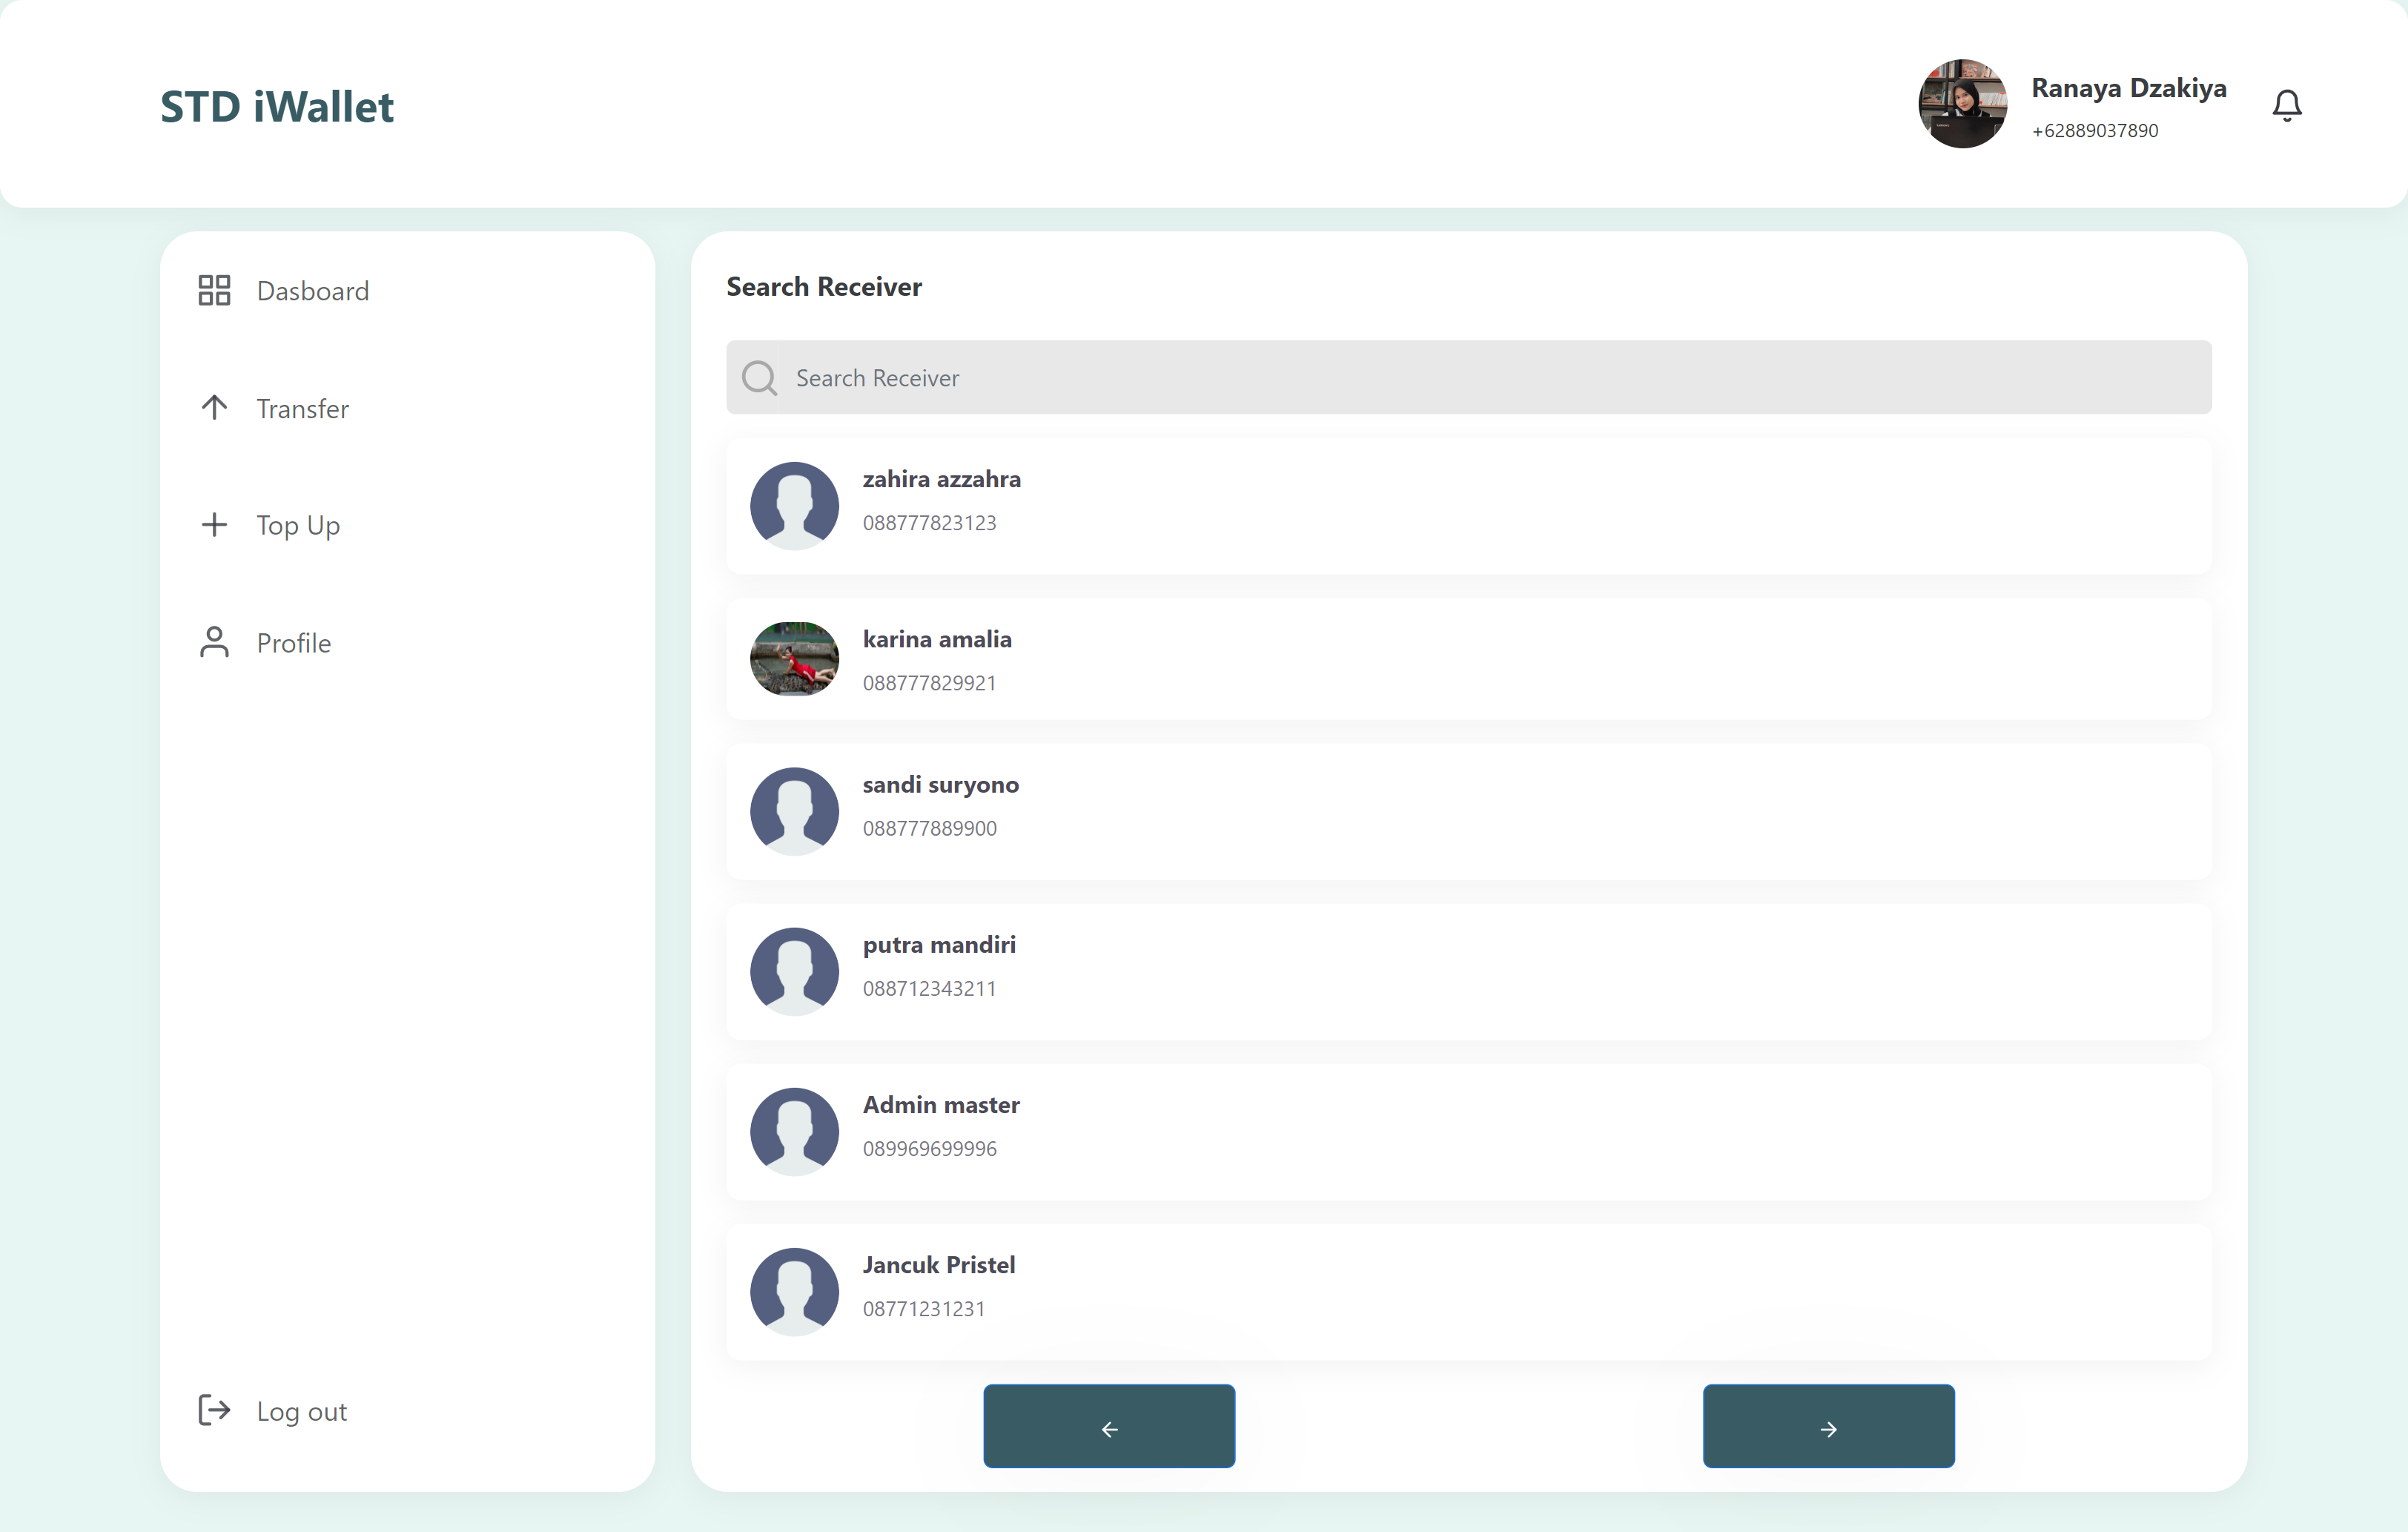 STD iWallet
Ranaya Dzakiya
+62889037890
Dasboard
Transfer
Top Up
Profile
Log out
Search Receiver
Search Receiver
zahira azzahra
088777823123
karina amalia
088777829921
sandi suryono
088777889900
putra mandiri
088712343211
Admin master
089969699996
Jancuk Pristel
08771231231